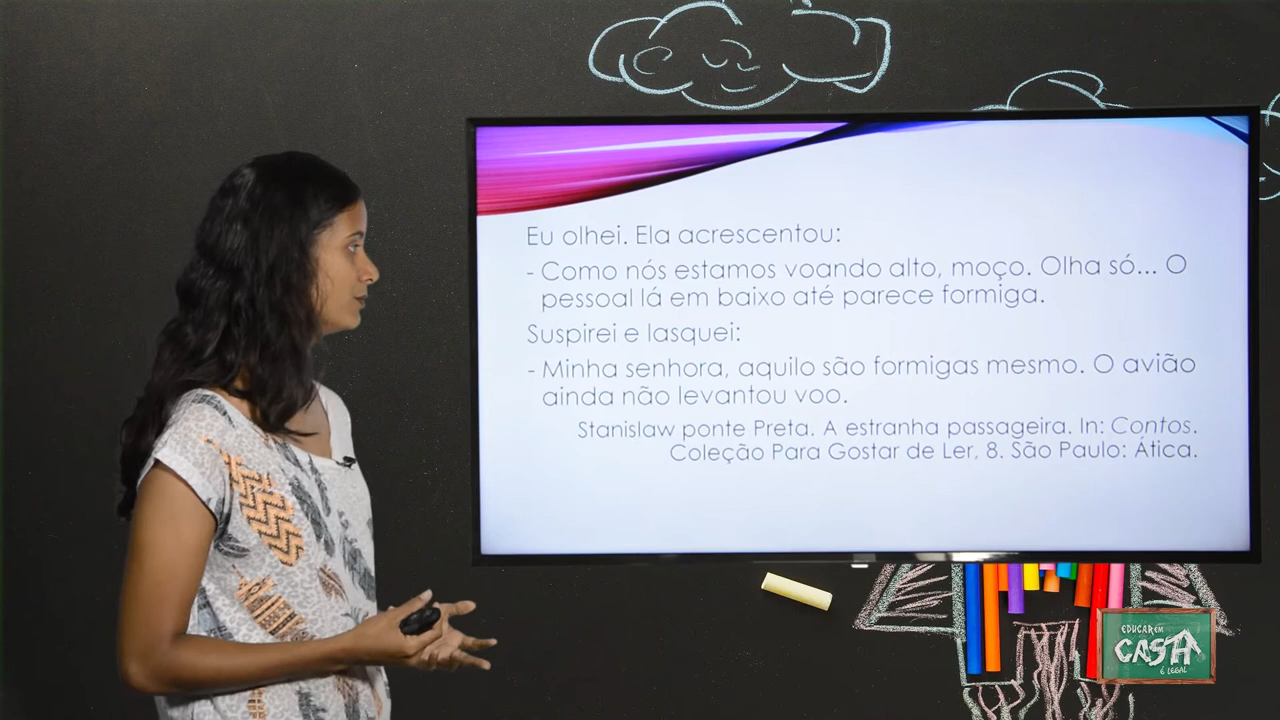 Eu olhei. Ela acrescentou:
- Como nós estamos voando alto, moço. Olha só... O
pessoal lá em baixo até parece formiga.
Suspirei e lasquei:
- Minha senhora, aquilo são formigas mesmo. O avião
ainda não levantou voo.
Stanislaw ponte Preta. A estranha passageira. In: Contos.
Coleção Para Gostar de Ler, 8. São Paulo: Ática.
EDUCAR EM
CASA
É LEGAL